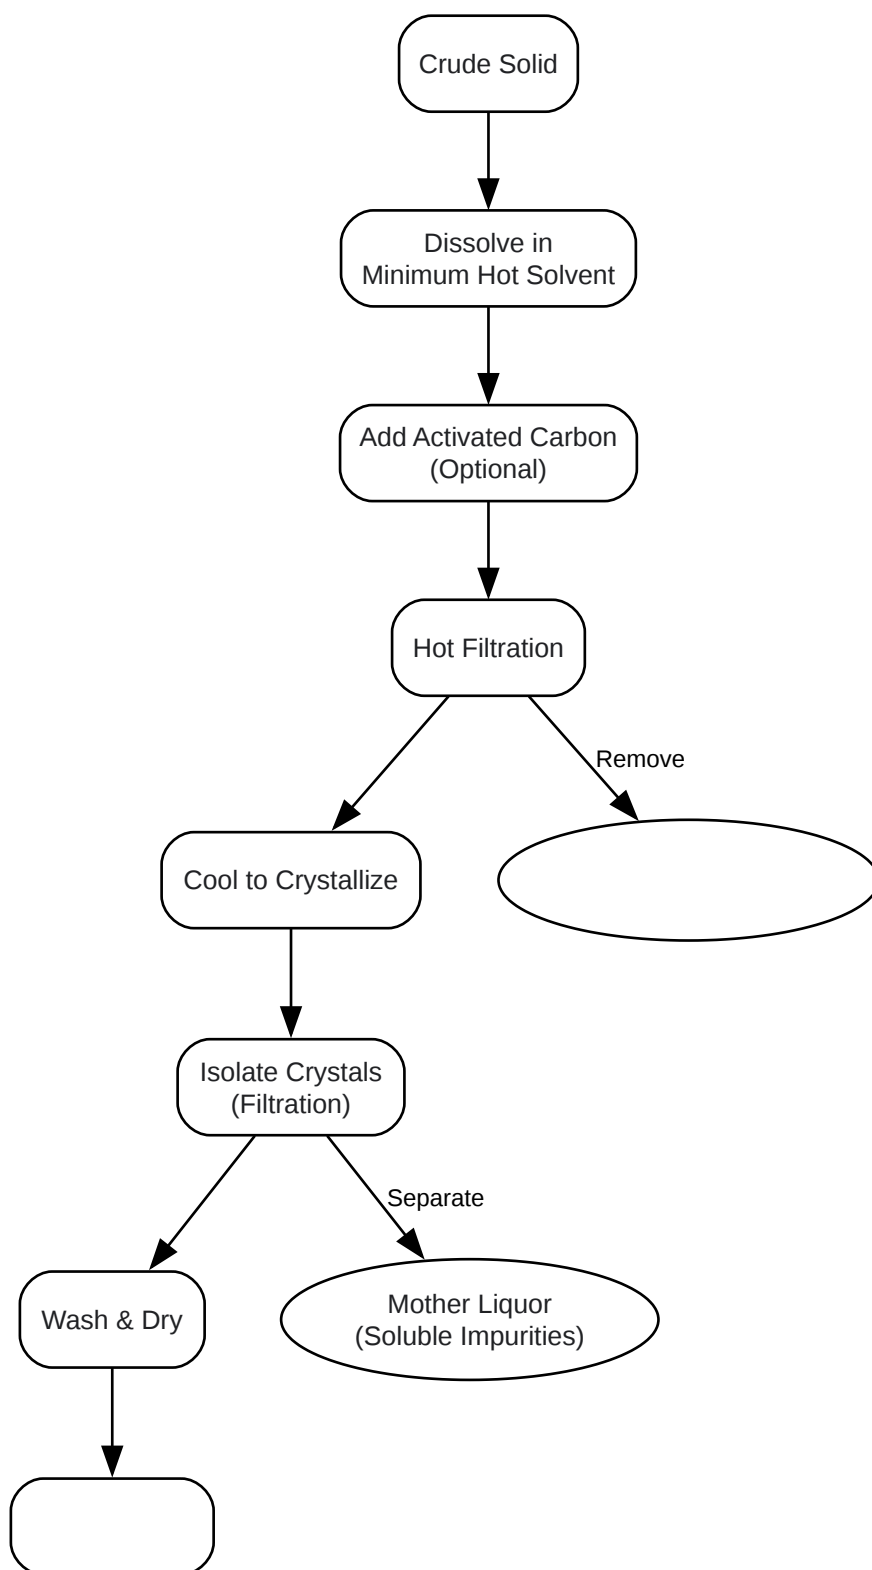 Crude Solid
Dissolve in
Minimum Hot Solvent
Add Activated Carbon
(Optional)
Hot Filtration
Remove
Cool to Crystallize
Isolate Crystals
(Filtration)
Separate
Wash & Dry
Mother Liquor
(Soluble Impurities)